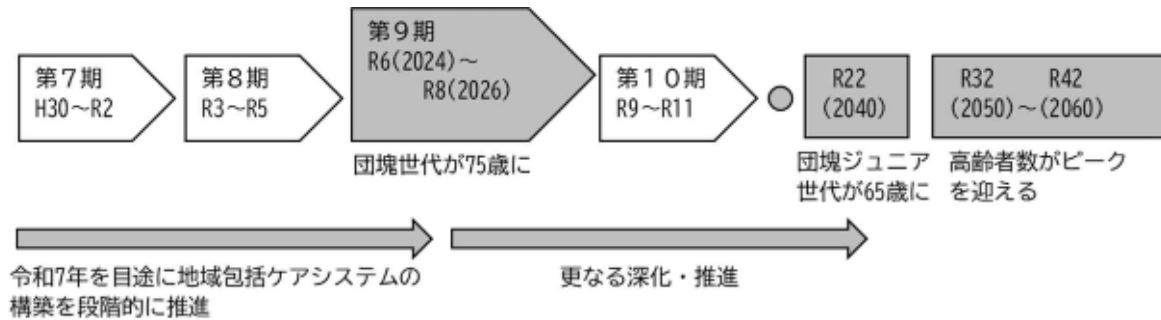 第７期
H30～R2
第８期
R3～R5
第９期
R6(2024)～
R8(2026)
団塊世代が75歳に
第１０期
R9～R11
R22
(2040)
団塊ジュニア
世代が65歳に
R32 R42
(2050)～(2060)
高齢者数がピーク
を迎える
令和7年を目途に地域包括ケアシステムの
構築を段階的に推進
更なる深化・推進